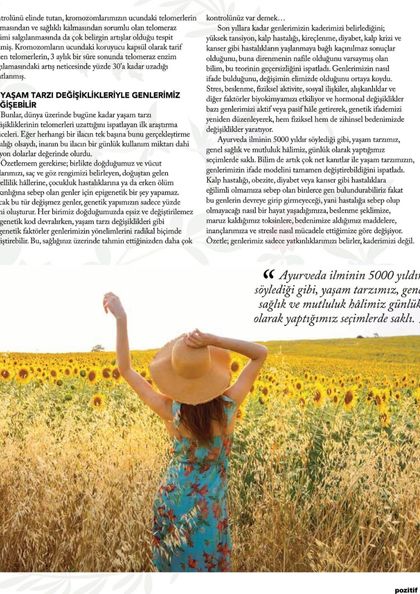 ntrolünü elinde tutan, kromozomlarımızın ucundaki telomerlerin
masından ve sağlıklı kalmasından sorumlu olan telomeraz
imi salgılanmasında da çok belirgin artışlar olduğu tespit
miş. Kromozomların ucundaki koruyucu kapsül olarak tarif
en telomerlerin, 3 aylık bir süre sonunda telomeraz enzim
ılamasındaki artış neticesinde yüzde 30'a kadar uzadığı
tlanmış.
YAŞAM TARZI DEĞİŞİKLİKLERİYLE GENLERİMİZ
ĞİŞEBİLİR
Bunlar, dünya üzerinde bugüne kadar yaşam tarzı
işikliklerinin telomerleri uzattığını ispatlayan ilk araştırma
ıçcleri. Eğer herhangi bir ilacın tek başına bunu gerçekleştirme
alığı olsaydı, inanın bu ilacın bir günlük kullanım miktarı dahi
yon dolarlar değerinde olurdu.
Özetlemem gerekirse; birlikte doğduğumuz ve vücut
larımızı, saç ve göz rengimizi belirleyen, doğuştan gelen
ellilik hâllerine, çocukluk hastalıklarına ya da erken ölüm
kınlığına sebep olan genler için epigenetik bir şey yapamaz.
cak bu tür değişmez genler, genetik yapımızın sadece yüzde
ni oluşturur. Her birimiz doğduğumuzda eşsiz ve değiştirilemez
genetik kod devralırken, yaşam tarzı değişiklikleri gibi
genetik faktörler genlerimizin yönelimlerini radikal biçimde
iştirebilir. Bu, sağlığınız üzerinde tahmin ettiğinizden daha çok
kontrolünüz var demek…
Son yıllara kadar genlerimizin kaderimizi belirlediğini;
yüksek tansiyon, kalp hastalığı, kireçlenme, diyabet, kalp krizi ve
kanser gibi hastalıkların yaşlanmaya bağlı kaçınılmaz sonuçlar
olduğunu, buna direnmenin nafile olduğunu varsaymış olan
bilim, bu teorinin geçersizliğini ispatladı. Genlerimizin nasıl
ifade bulduğunu, değişimin elimizde olduğunu ortaya koydu.
Stres, beslenme, fiziksel aktivite, sosyal ilişkiler, alışkanlıklar ve
diğer faktörler biyokimyamızı etkiliyor ve hormonal değişiklikler
bazı genlerimizi aktif veya pasif hâle getirerek, genetik ifademizi
yeniden düzenleyerek, hem fiziksel hem de zihinsel bedenimizde
değişiklikler yaratıyor.
Ayurveda ilminin 5000 yıldır söylediği gibi, yaşam tarzımız,
genel sağlık ve mutluluk hâlimiz, günlük olarak yaptığımız
seçimlerde saklı. Bilim de artık çok net kanıtlar ile yaşam tarzımızın,
genlerimizin ifade modelini tamamen değiştirebildiğini ispatladı.
Kalp hastalığı, obezite, diyabet veya kanser gibi hastalıklara
eğilimli olmamıza sebep olan binlerce gen bulundurabiliriz fakat
bu genlerin devreye girip girmeyeceği, yani hastalığa sebep olup
olmayacağı nasıl bir hayat yaşadığımıza, beslenme şeklimize,
maruz kaldığımız toksinlere, bedenimize aldığımız maddelere,
inançlarımıza ve stresle nasıl mücadele ettiğimize göre değişiyor.
Özetle; genlerimiz sadece yatkınlıklarımızı belirler, kaderimizi değil.
“ Ayurveda ilminin 5000 yıldır
söylediği gibi, yaşam tarzımız, gene
sağlık ve mutluluk hâlimiz günlük
olarak yaptığımız seçimlerde saklı.
pozitif